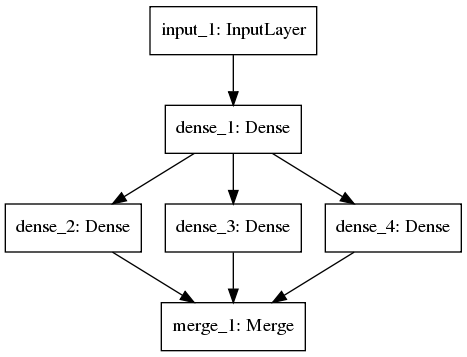 input_1: InputLayer
dense_1: Dense
dense_2: Dense
dense_3: Dense
dense_4: Dense
merge_1: Merge